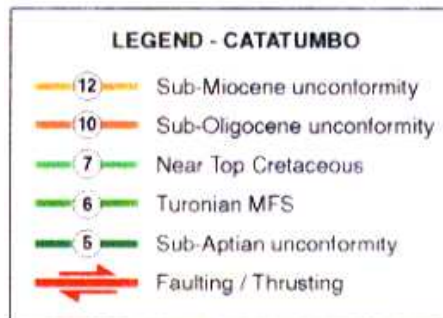 LEGEND - CATATUMBO
12 Sub-Miocene unconformity
10 Sub-Oligocene unconformity
7 Near Top Cretaceous
6 Turonian MFS
5 Sub-Aptian unconformity
Faulting / Thrusting